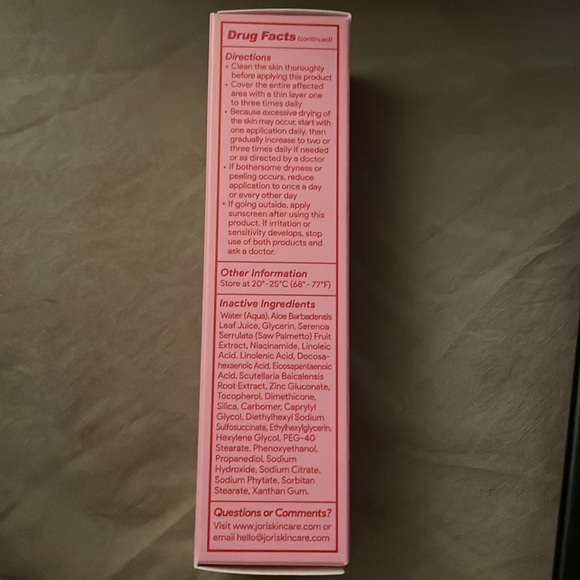 Drug Facts (continued)
Directions
• Clean the skin thoroughly
before applying this product
• Cover the entire affected
area with a thin layer one
to three times daily
• Because excessive drying of
the skin may occur, start with
one application daily, then
gradually increase to two or
three times daily if needed
or as directed by a doctor
• If bothersome dryness or
peeling occurs, reduce
application to once a day
or every other day
• If going outside, apply
sunscreen after using this
product. If irritation or
sensitivity develops, stop
use of both products and
ask a doctor.
Other Information
Store at 20°-25°C (68°-77°F)
Inactive Ingredients
Water (Aqua), Aloe Barbadensis
Leaf Juice, Glycerin, Serenoa
Serrulata (Saw Palmetto) Fruit
Extract, Niacinamide, Linoleic
Acid, Linolenic Acid, Docosa-
hexaenoic Acid, Eicosapentaenoic
Acid, Scutellaria Baicalensis
Root Extract, Zinc Gluconate,
Tocopherol, Dimethicone,
Silica, Carbomer, Caprylyl
Glycol, Diethylhexyl Sodium
Sulfosuccinate, Ethylhexylglycerin,
Hexylene Glycol, PEG-40
Stearate, Phenoxyethanol,
Propanediol, Sodium
Hydroxide, Sodium Citrate,
Sodium Phytate, Sorbitan
Stearate, Xanthan Gum.
Questions or Comments?
Visit www.joriskincare.com or
email hello@joriskincare.com